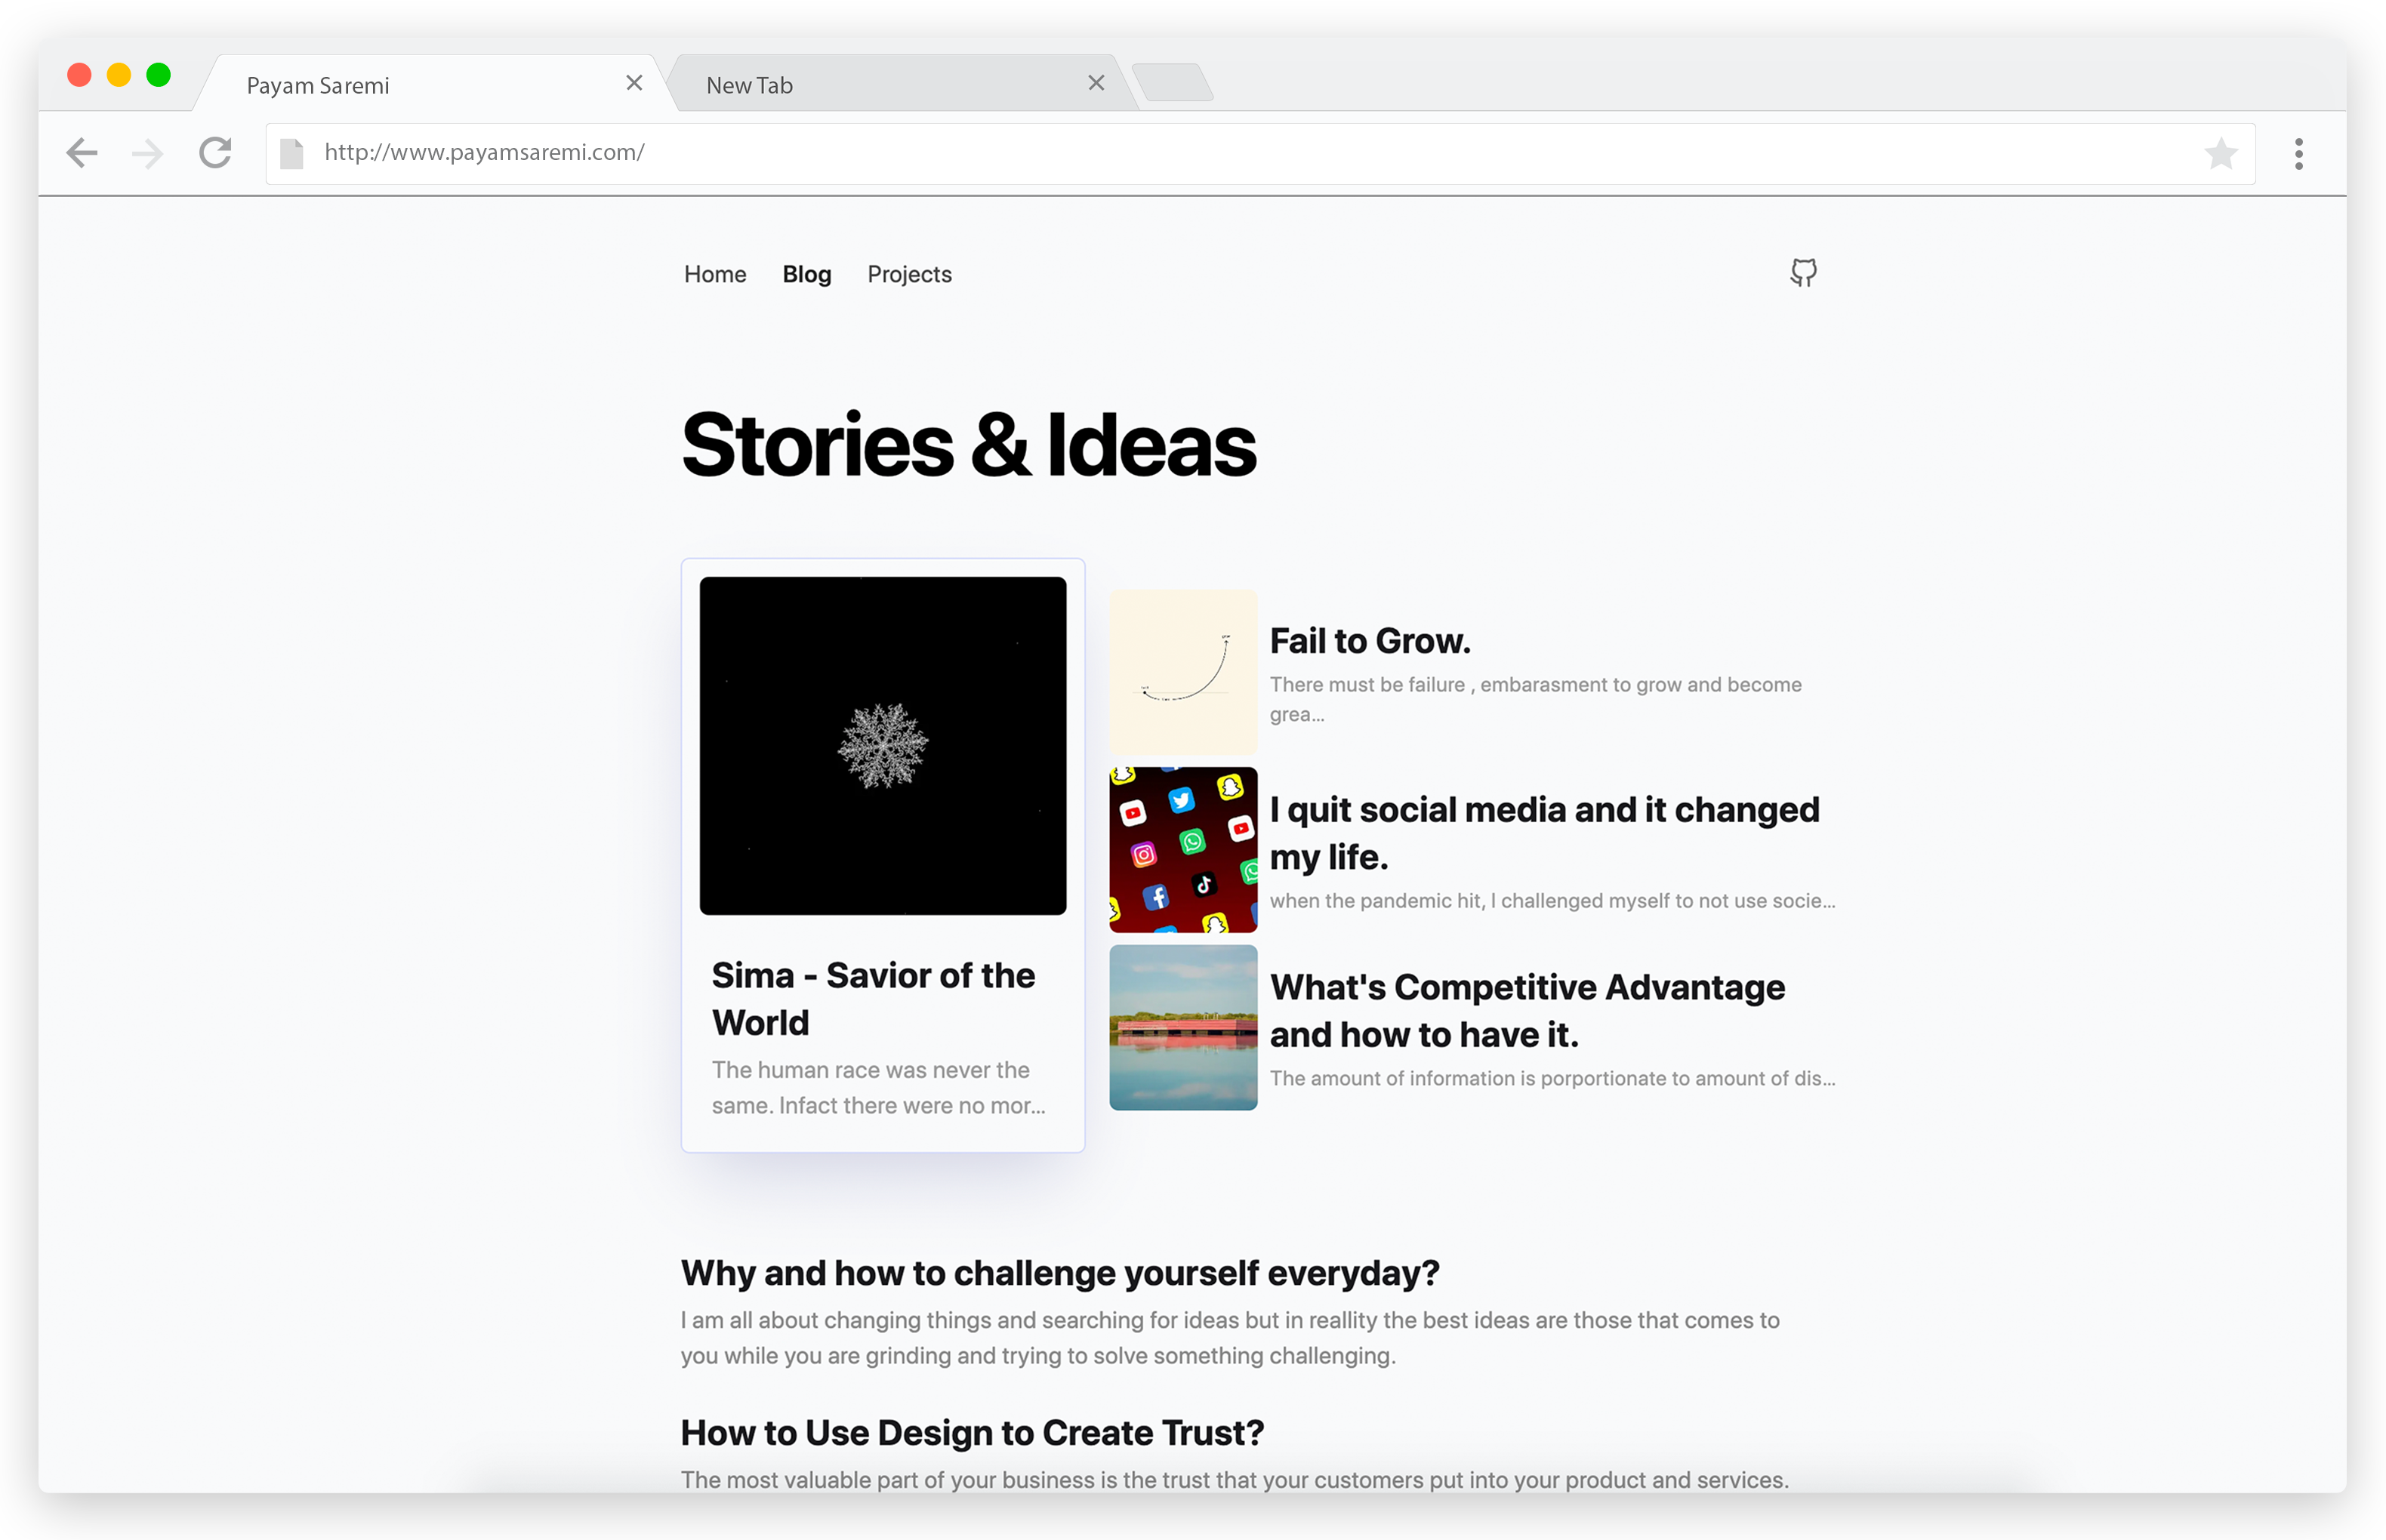 Payam Saremi
New Tab
http://www.payamsaremi.com/
Home Blog Projects
Stories & Ideas
Sima - Savior of the
World
The human race was never the
same. Infact there were no mor...
Fail to Grow.
There must be failure , embarasment to grow and become
grea...
I quit social media and it changed
my life.
when the pandemic hit, I challenged myself to not use socie...
What's Competitive Advantage
and how to have it.
The amount of information is porportionate to amount of dis...
Why and how to challenge yourself everyday?
I am all about changing things and searching for ideas but in reallity the best ideas are those that comes to
you while you are grinding and trying to solve something challenging.
How to Use Design to Create Trust?
The most valuable part of your business is the trust that your customers put into your product and services.